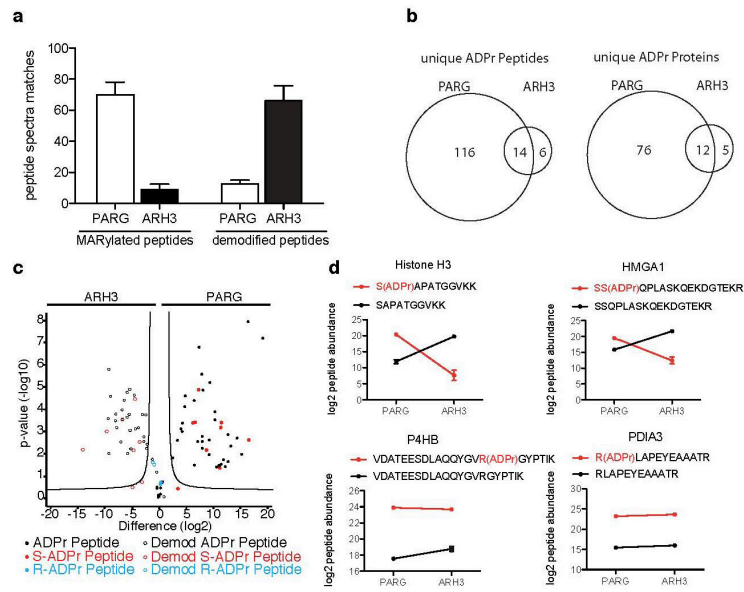 a
peptide spectra matches
100
80
60
40
20
0
PARG ARH3 PARG ARH3
MARylated peptides demodified peptides
b
unique ADPr Peptides
PARG ARH3
116 14 6
unique ADPr Proteins
PARG ARH3
76 12 5
c
ARH3 PARG
p-value (-log10)
8
7
6
5
4
3
2
1
0
-20 -15 -10 -5 0 5 10 15 20
Difference (log2)
ADPr Peptide Demod ADPr Peptide
S-ADPr Peptide Demod S-ADPr Peptide
R-ADPr Peptide Demod R-ADPr Peptide
d
Histone H3
S(ADPr)APATGGVKK
SAPATGGVKK
log2 peptide abundance
25
20
15
10
5
0
PARG ARH3
HMGA1
SS(ADPr)QPLASKQEKDGTEKR
SSQPLASKQEKDGTEKR
log2 peptide abundance
25
20
15
10
5
0
PARG ARH3
P4HB
VDATEESDLAQQYGVR(ADPr)GYPTIK
VDATEESDLAQQYGVRGYPTIK
log2 peptide abundance
26
24
22
20
18
16
PARG ARH3
PDIA3
R(ADPr)LAPEYEAAATR
RLAPEYEAAATR
log2 peptide abundance
30
25
20
15
10
PARG ARH3